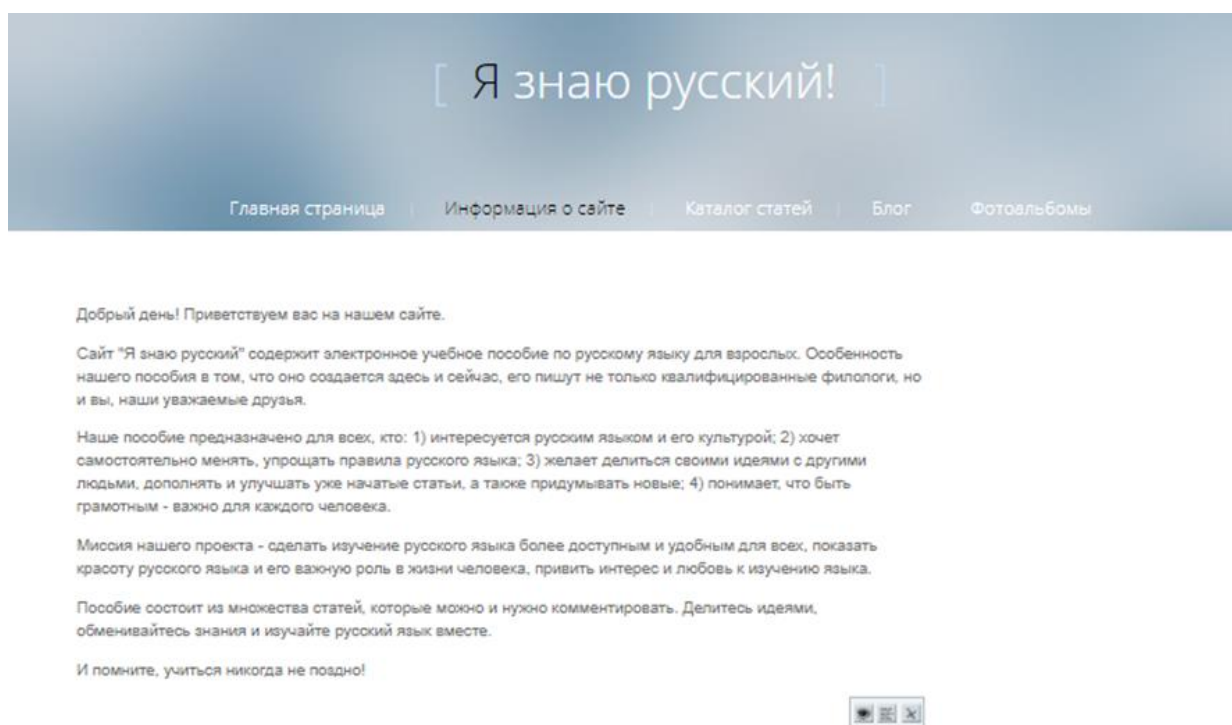 [ Я знаю русский! ]
Главная страница | Информация о сайте | Каталог статей | Блог Фотоальбомы
Добрый день! Приветствуем вас на нашем сайте.
Сайт "Я знаю русский" содержит электронное учебное пособие по русскому языку для взрослых. Особенность
нашего пособия в том, что оно создается здесь и сейчас, его пишут не только квалифицированные филологи, но
и вы, наши уважаемые друзья.
Наше пособие предназначено для всех, кто: 1) интересуется русским языком и его культурой; 2) хочет
самостоятельно менять, упрощать правила русского языка; 3) желает делиться своими идеями с другими
людьми, дополнять и улучшать уже начатые статьи, а также придумывать новые; 4) понимает, что быть
грамотным - важно для каждого человека.
Миссия нашего проекта - сделать изучение русского языка более доступным и удобным для всех, показать
красоту русского языка и его важную роль в жизни человека, привить интерес и любовь к изучению языка.
Пособие состоит из множества статей, которые можно и нужно комментировать. Делитесь идеями,
обменивайтесь знания и изучайте русский язык вместе.
И помните, учиться никогда не поздно!